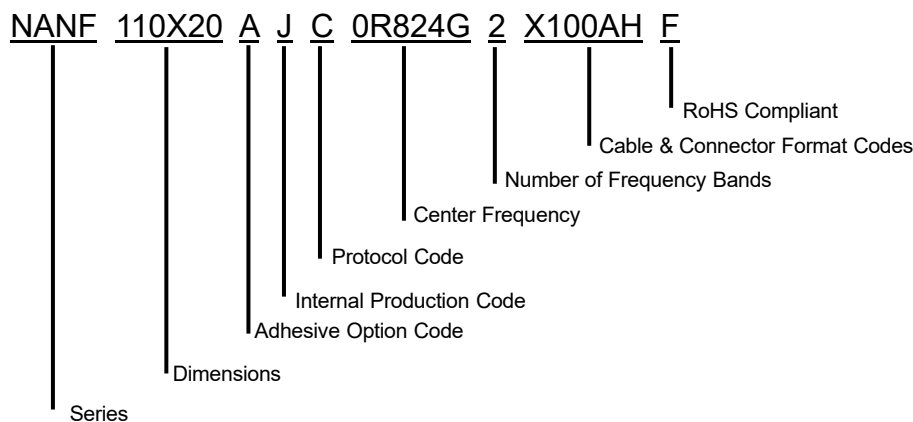 NANF 110X20 A J C 0R824G 2 X100AH F
RoHS Compliant
Cable & Connector Format Codes
Number of Frequency Bands
Center Frequency
Protocol Code
Internal Production Code
Adhesive Option Code
Dimensions
Series